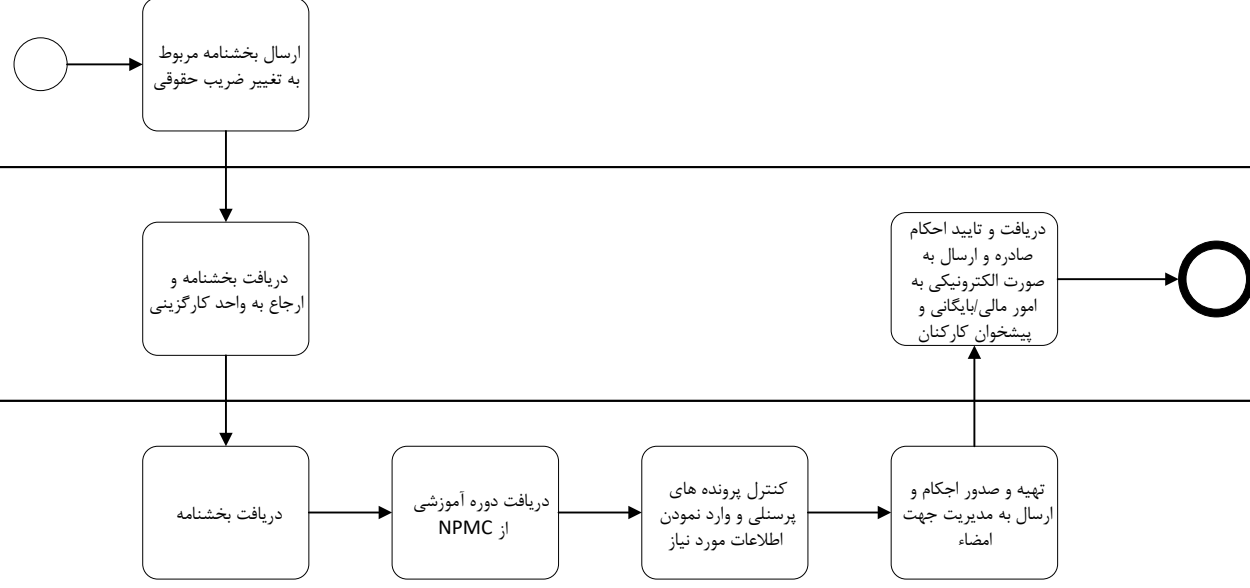 ارسال بخشنامه مربوط
به تغییر ضریب حقوقی
دریافت بخشنامه و
ارجاع به واحد کارگزینی
دریافت و تایید احکام
صادره و ارسال به
صورت الکترونیکی به
امور مالی/بایگانی و
پیشخوان کارکنان
دریافت بخشنامه
دریافت دوره آموزشی
از NPMC
کنترل پرونده های
پرسنلی و وارد نمودن
اطلاعات مورد نیاز
تهیه و صدور اجکام و
ارسال به مدیریت جهت
امضاء